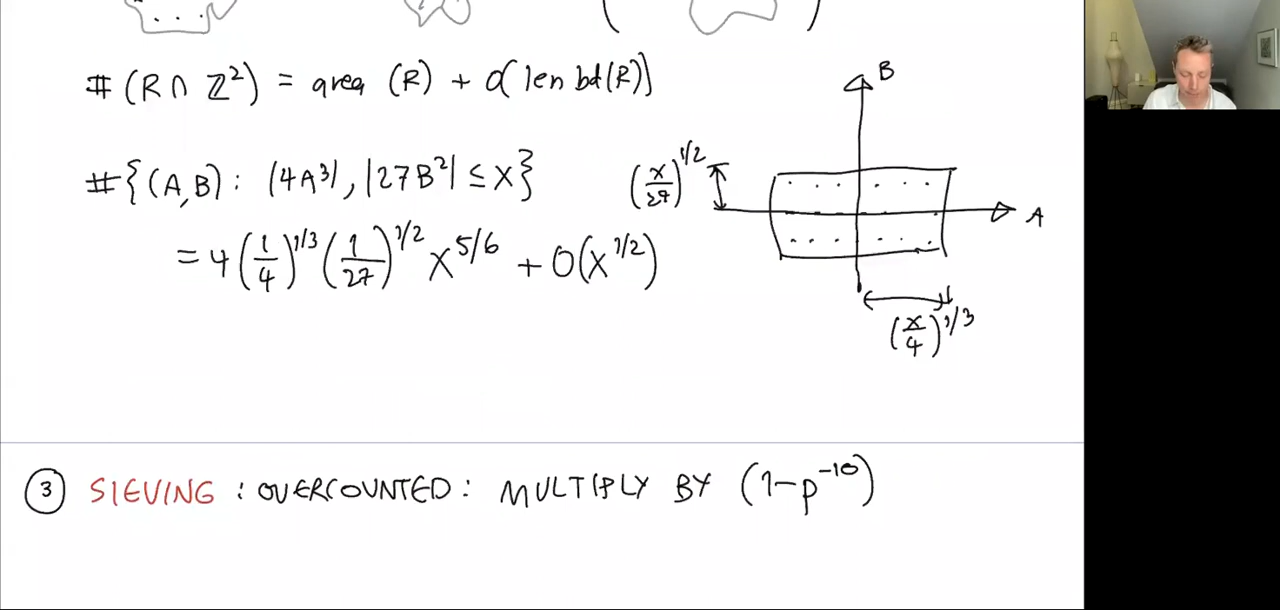 # (R ∩ ℤ²) = area (R) + O(len bd(R))
B
#{(A,B) : |4A³|, |27B²| ≤ X}
(X/27)^1/2
A
= 4 (1/4)^1/3 (1/27)^1/2 X^5/6 + O(X^1/2)
(X/4)^1/3
③ SIEVING : OVERCOUNTED : MULTIPLY BY (1-p^-10)